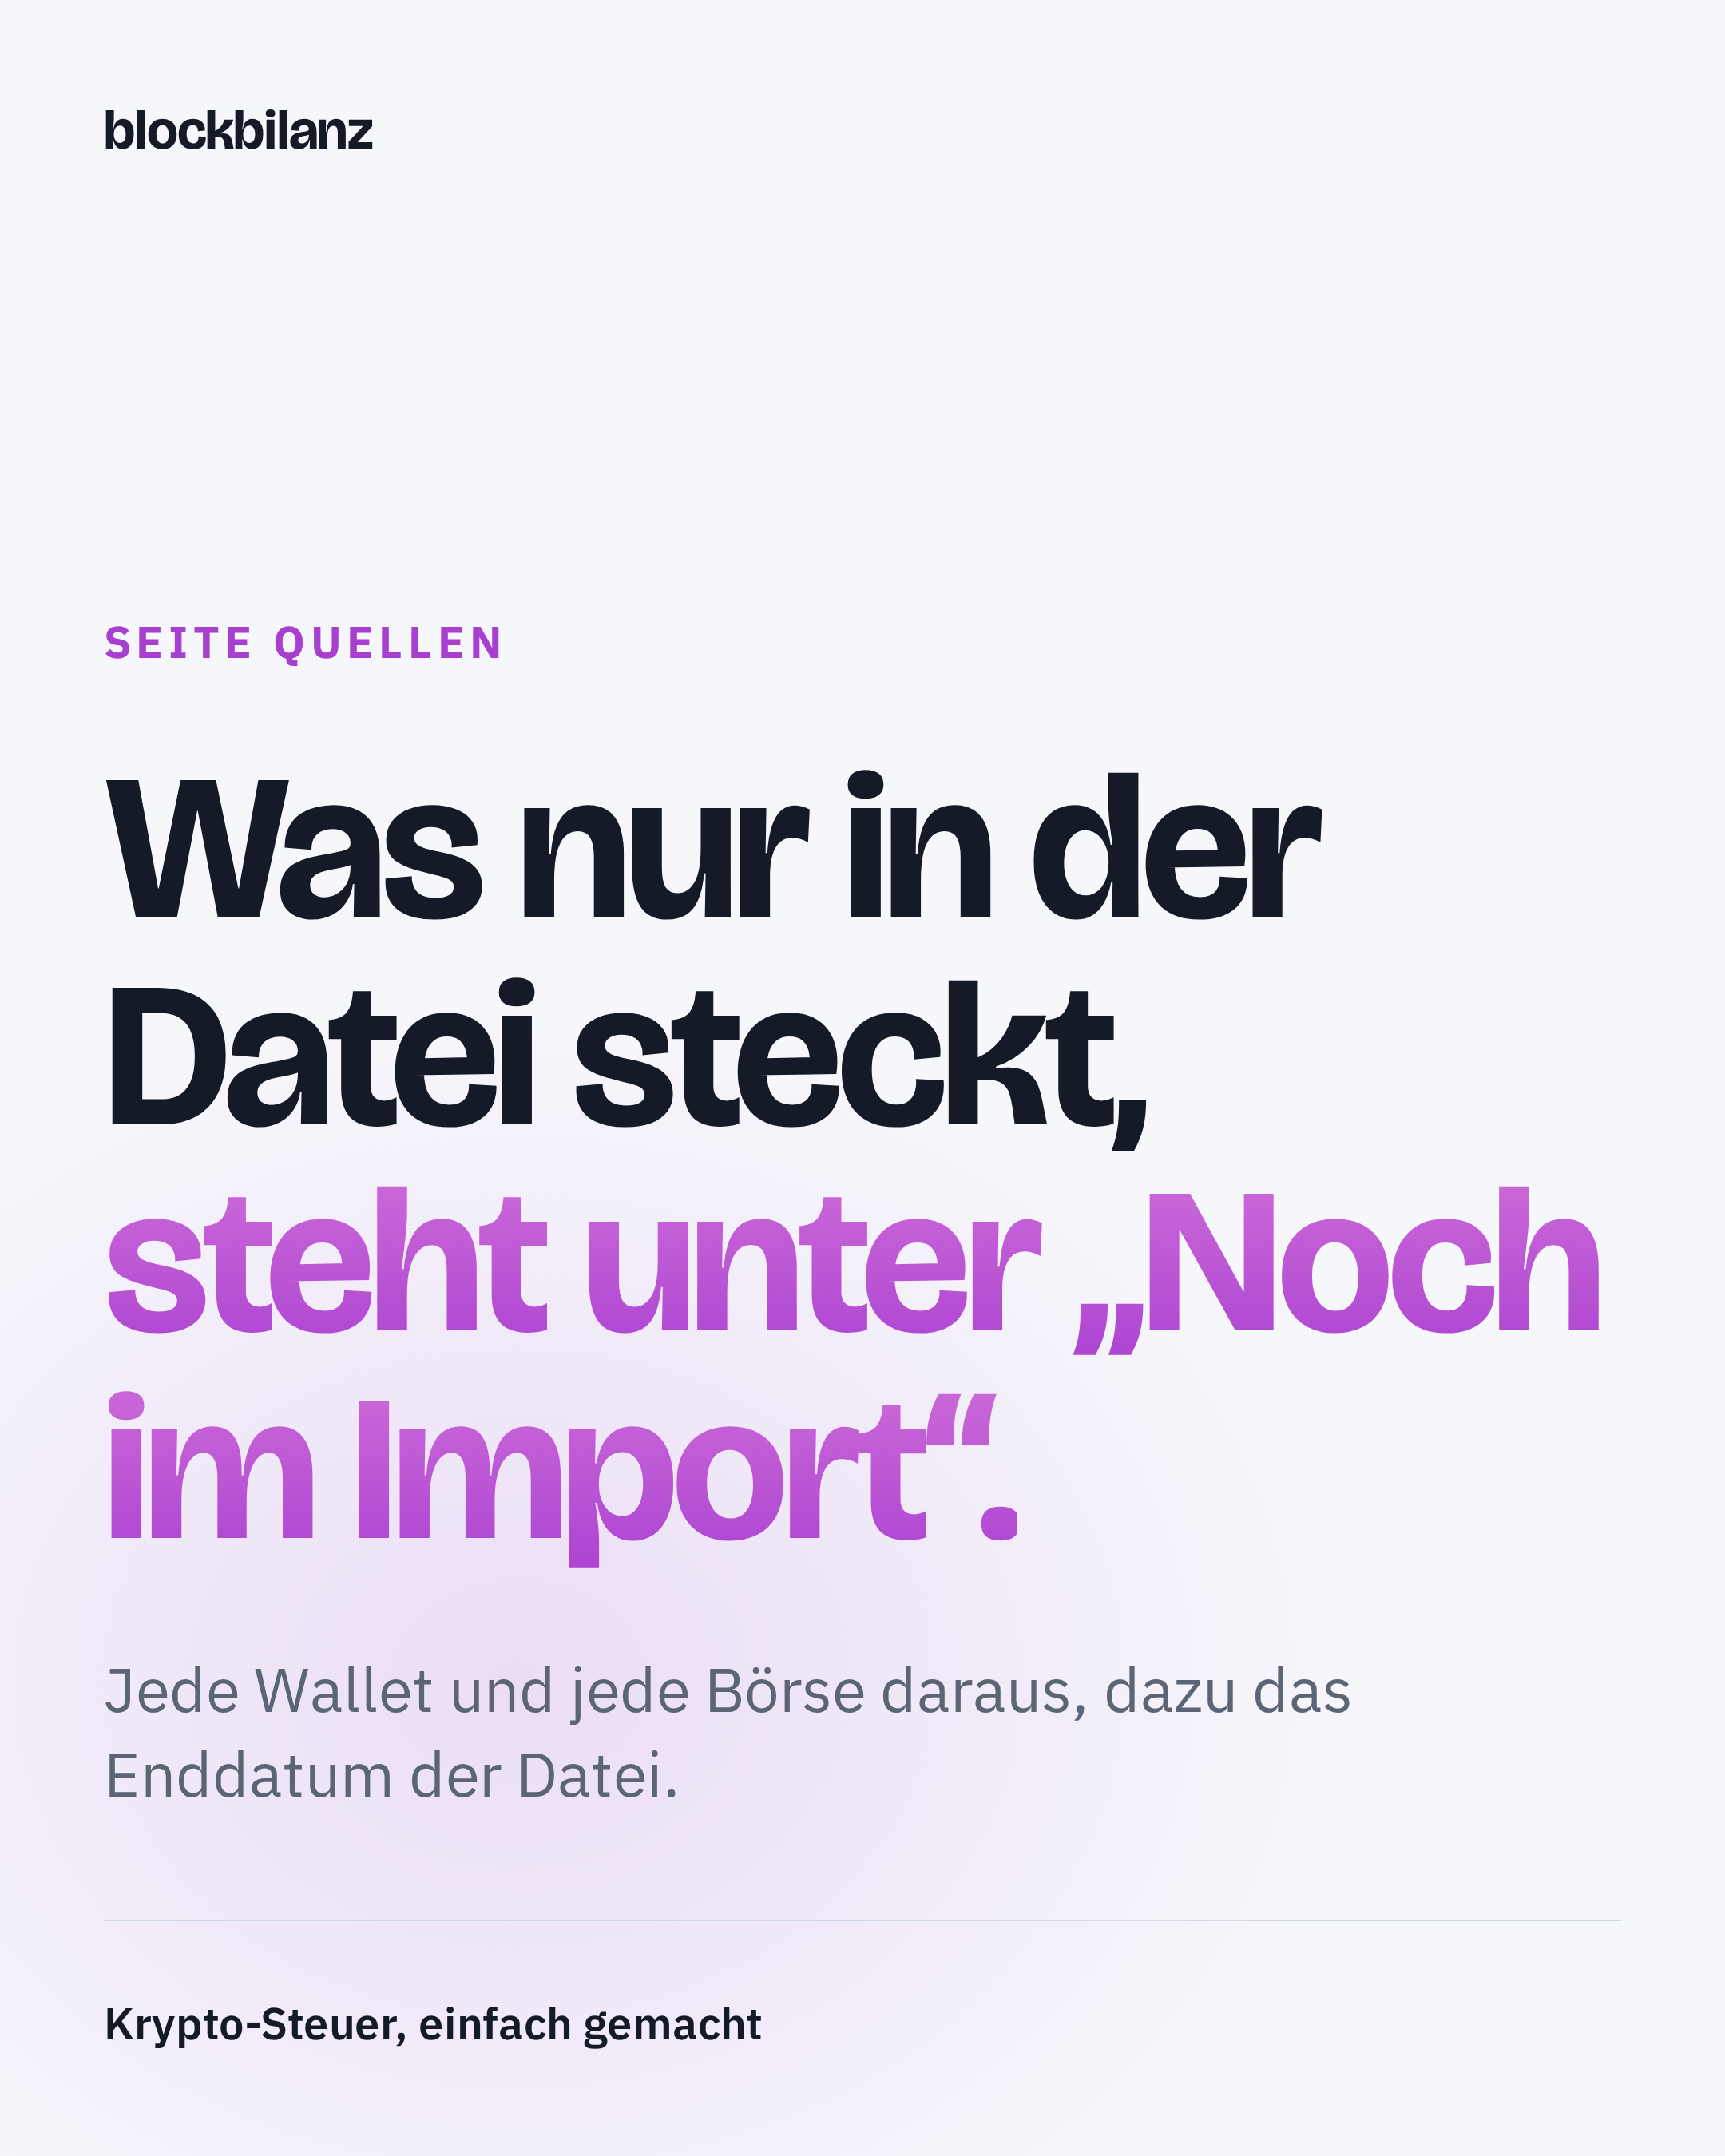 blockbilanz
SEITE QUELLEN
Was nur in der
Datei steckt,
steht unter „Noch
im Import“.
Jede Wallet und jede Börse daraus, dazu das
Enddatum der Datei.
Krypto-Steuer, einfach gemacht